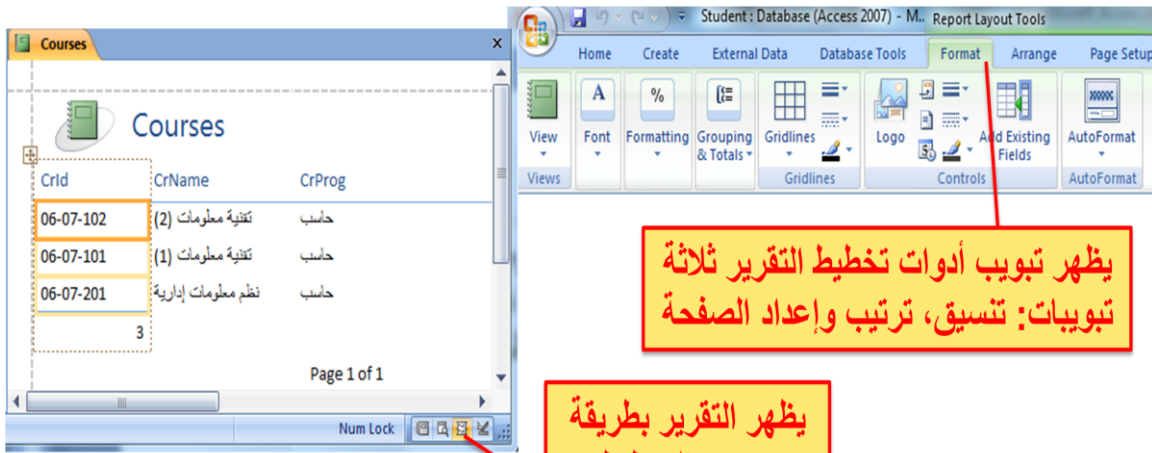 Courses
Courses
CrId CrName CrProg
06-07-102 تقنية معلومات (2) حاسب
06-07-101 تقنية معلومات (1) حاسب
06-07-201 نظم معلومات إدارية حاسب
3
Page 1 of 1
Num Lock
Student : Database (Access 2007) - M.. Report Layout Tools
Home Create External Data Database Tools Format Arrange Page Setup
View Font Formatting Grouping & Totals Gridlines Logo Add Existing Fields AutoFormat
Views Gridlines Controls AutoFormat
يظهر تبويب أدوات تخطيط التقرير ثلاثة
تبويبات: تنسيق، ترتيب وإعداد الصفحة
يظهر التقرير بطريقة